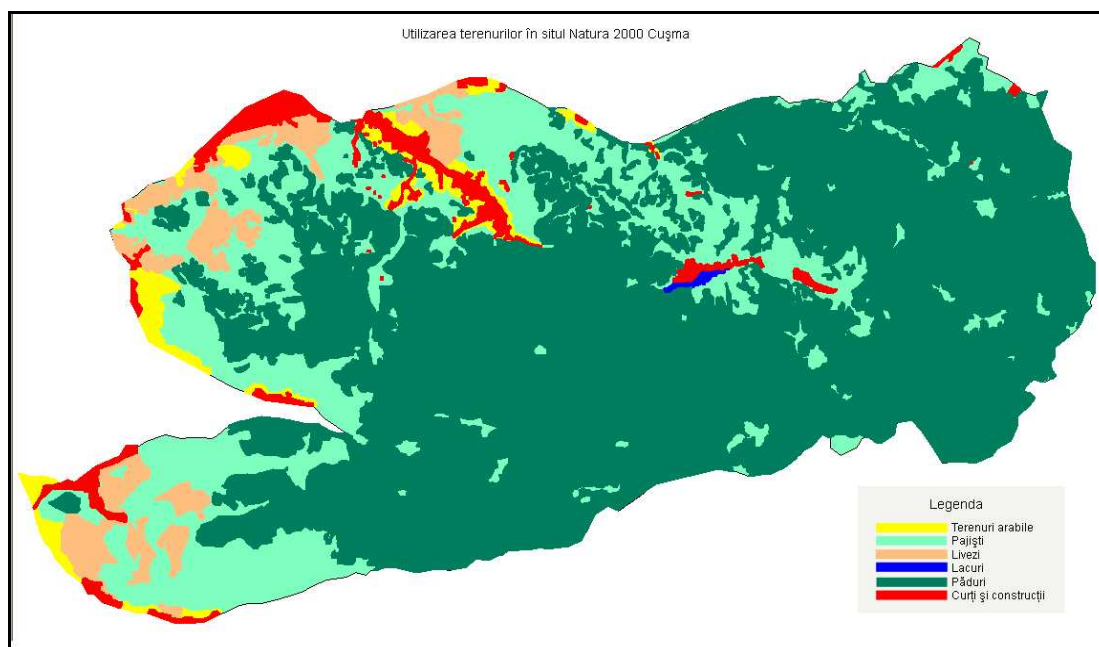 Utilizarea terenurilor în situl Natura 2000 Cuşma
Legenda
Terenuri arabile
Pajişti
Livezi
Lacuri
Păduri
Curţi şi construcţii